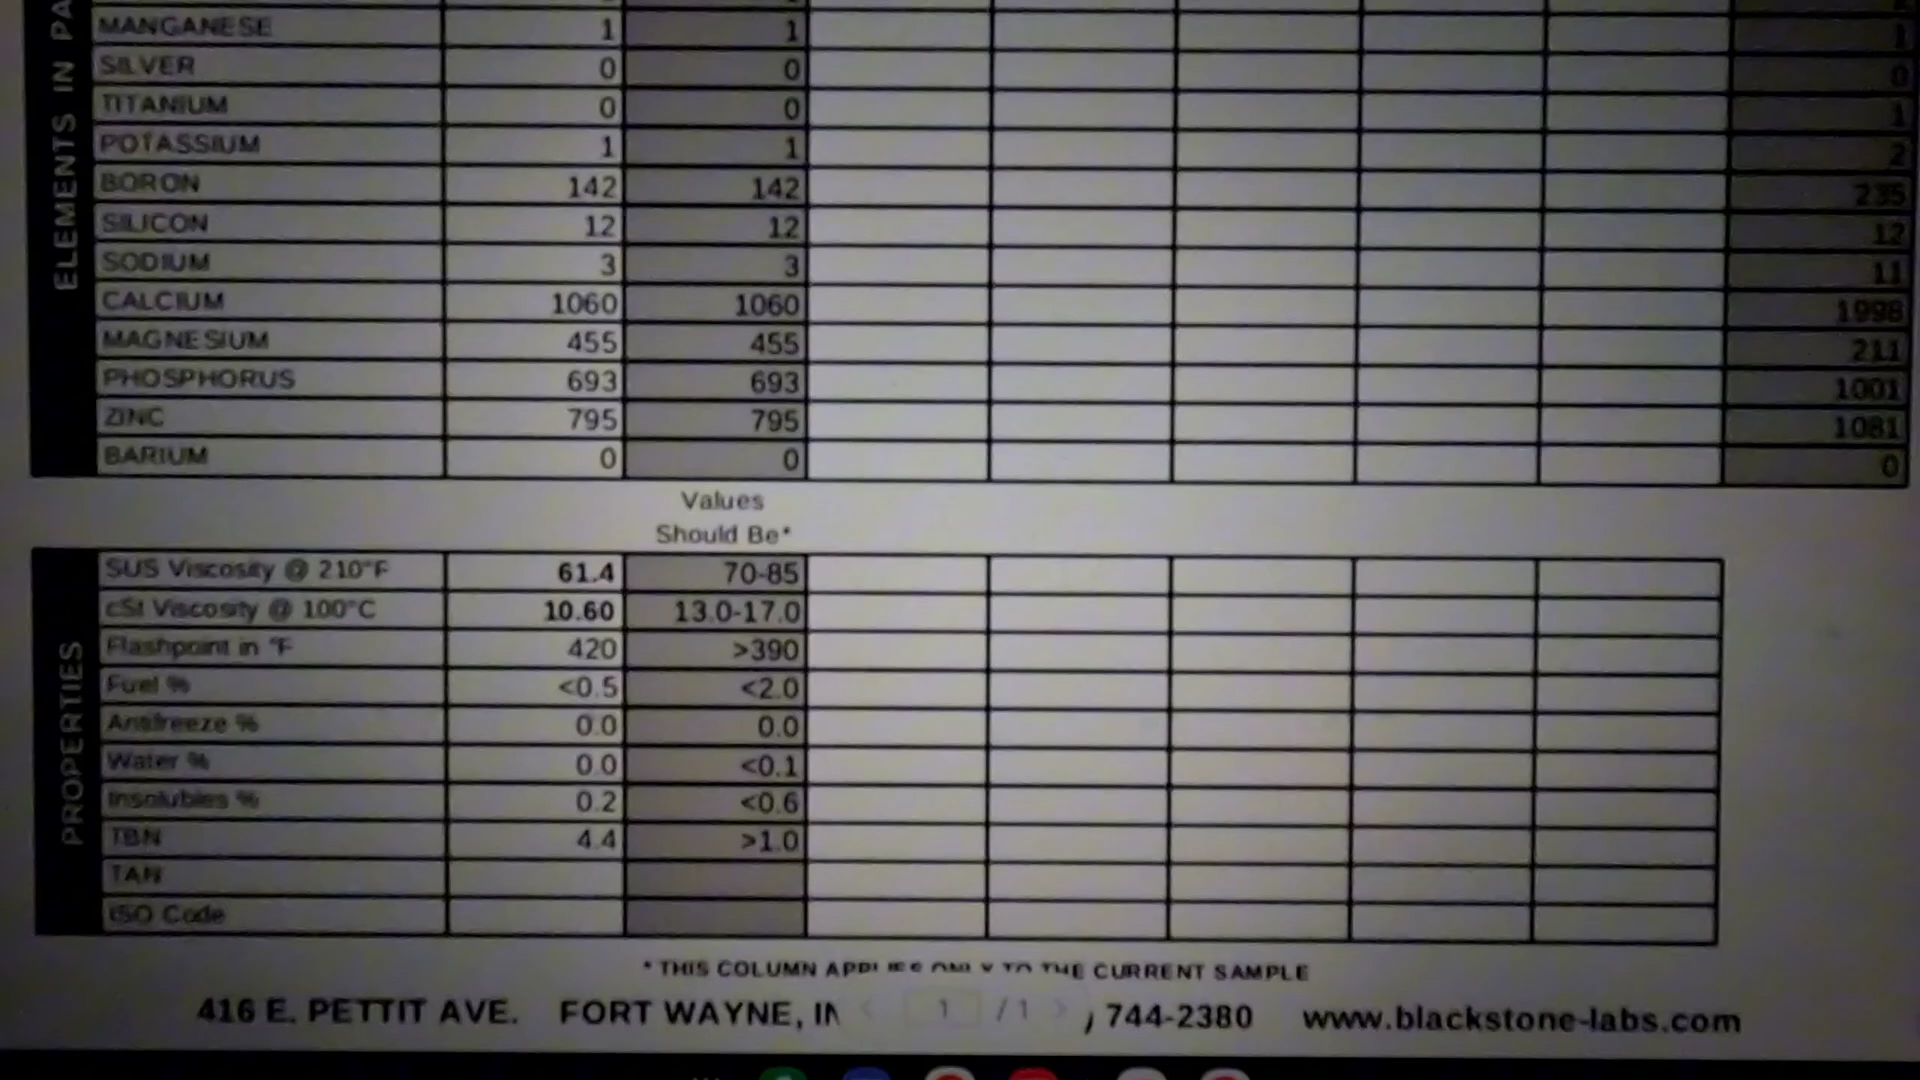 ELEMENTS IN PA
MANGANESE 1 1 1
SILVER 0 0 0
TITANIUM 0 0 1
POTASSIUM 1 1 2
BORON 142 142 235
SILICON 12 12 12
SODIUM 3 3 11
CALCIUM 1060 1060 1998
MAGNESIUM 455 455 211
PHOSPHORUS 693 693 1001
ZINC 795 795 1081
BARIUM 0 0 0
Values
Should Be*
PROPERTIES
SUS Viscosity @ 210°F 61.4 70-85
cSt Viscosity @ 100°C 10.60 13.0-17.0
Flashpoint in °F 420 >390
Fuel % <0.5 <2.0
Antifreeze % 0.0 0.0
Water % 0.0 <0.1
Insolubles % 0.2 <0.6
TBN 4.4 >1.0
TAN
ISO Code
* THIS COLUMN APPLIES ONLY TO THE CURRENT SAMPLE
416 E. PETTIT AVE. FORT WAYNE, IN < 1 / 1 > ) 744-2380 www.blackstone-labs.com